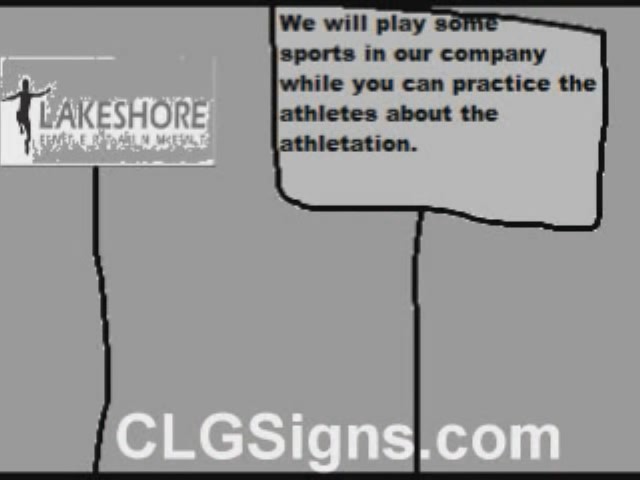 LAKESHORE
We will play some
sports in our company
while you can practice the
athletes about the
athletation.
CLGSigns.com